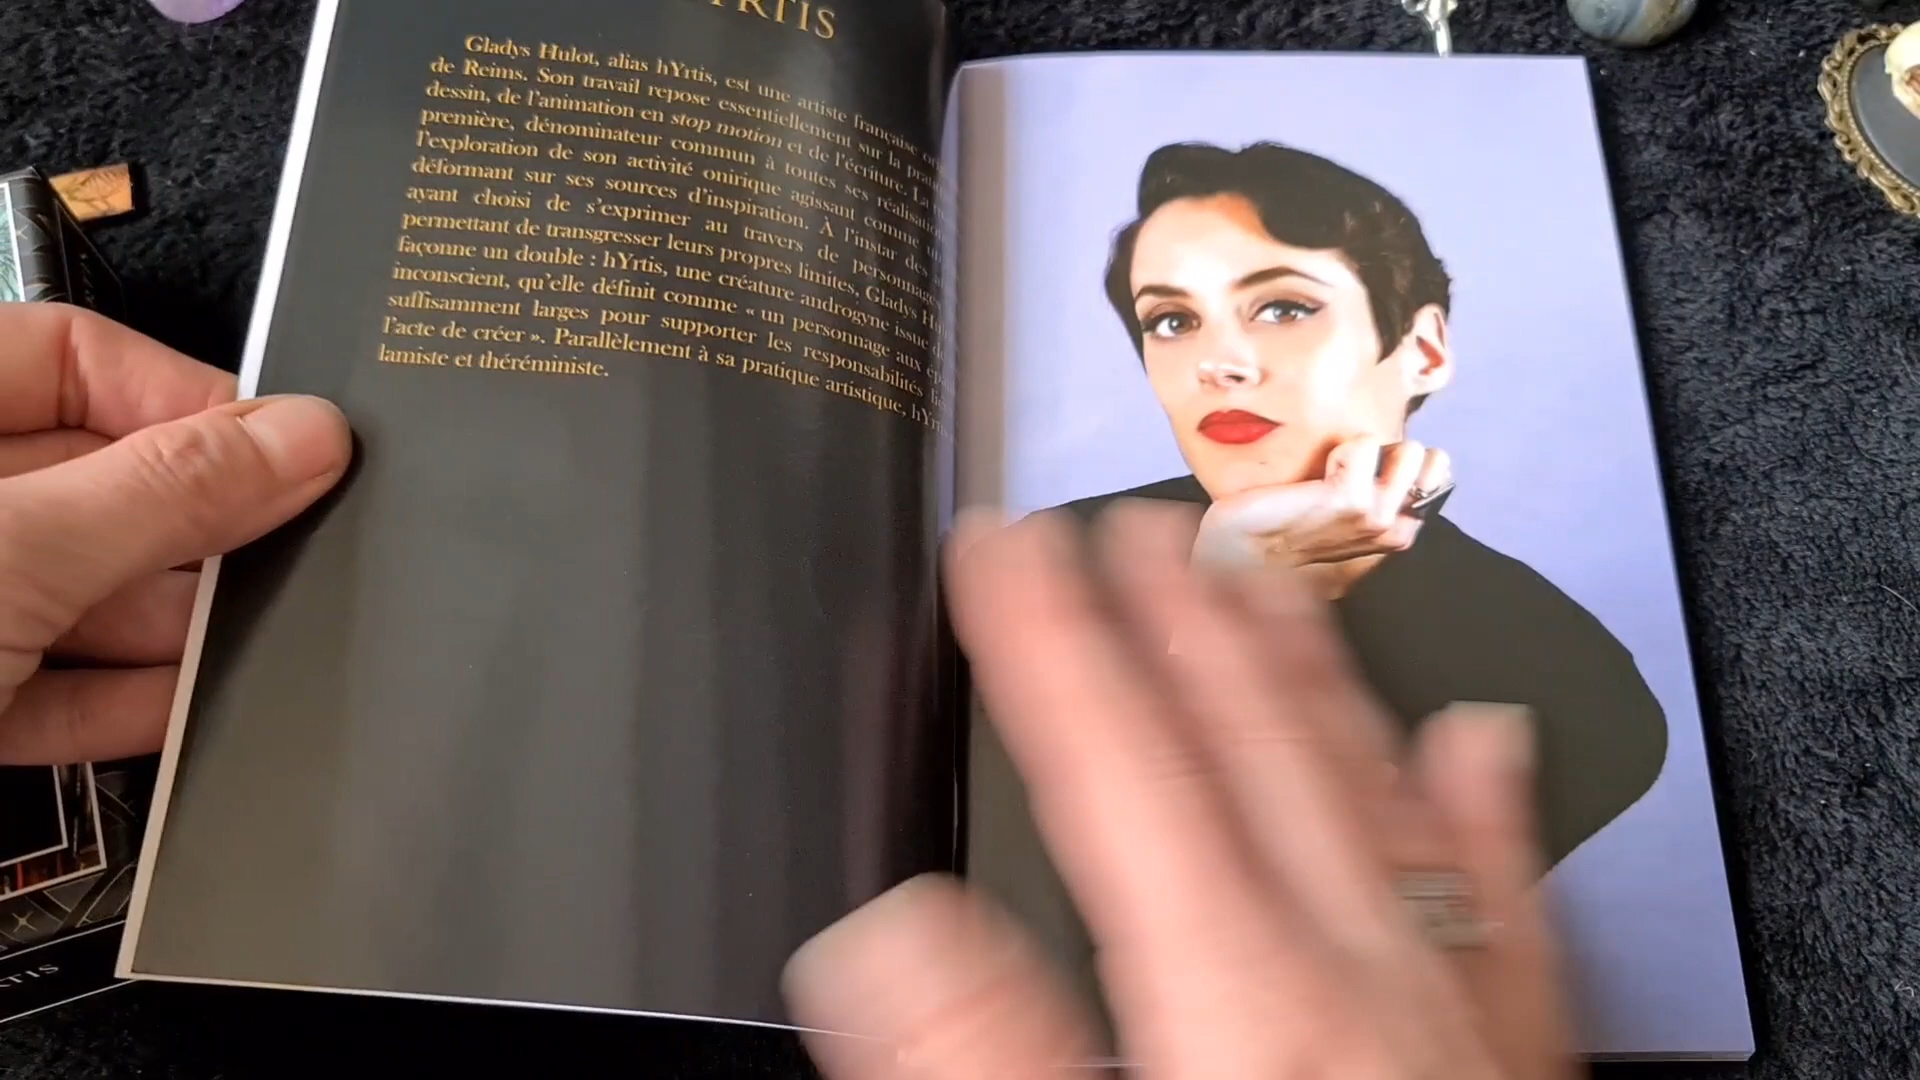 Gladys Hulot, alias hYrtis, est une artiste française
de Reims. Son travail repose essentiellement sur la
dessin, de l'animation en stop motion et de l'écriture. La
première, dénominateur commun à toutes ses
l'exploration de son activité onirique agissant comme
déformant sur ses sources d'inspiration. À l'instar des
ayant choisi de s'exprimer au travers de
permettant de transgresser leurs propres limites, Gladys
façonne un double : hYrtis, une créature androgyne issue
inconscient, qu'elle définit comme « un personnage aux
suffisamment larges pour supporter les responsabilités
l'acte de créer ». Parallèlement à sa pratique artistique,
lamiste et théréministe.